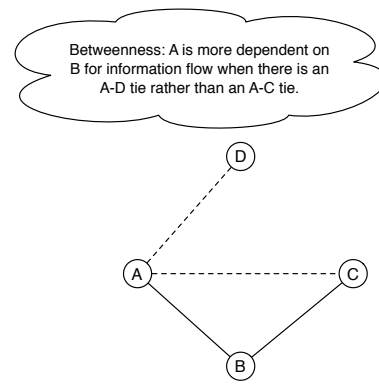 Betweenness: A is more dependent on
B for information flow when there is an
A-D tie rather than an A-C tie.
D
A
C
B